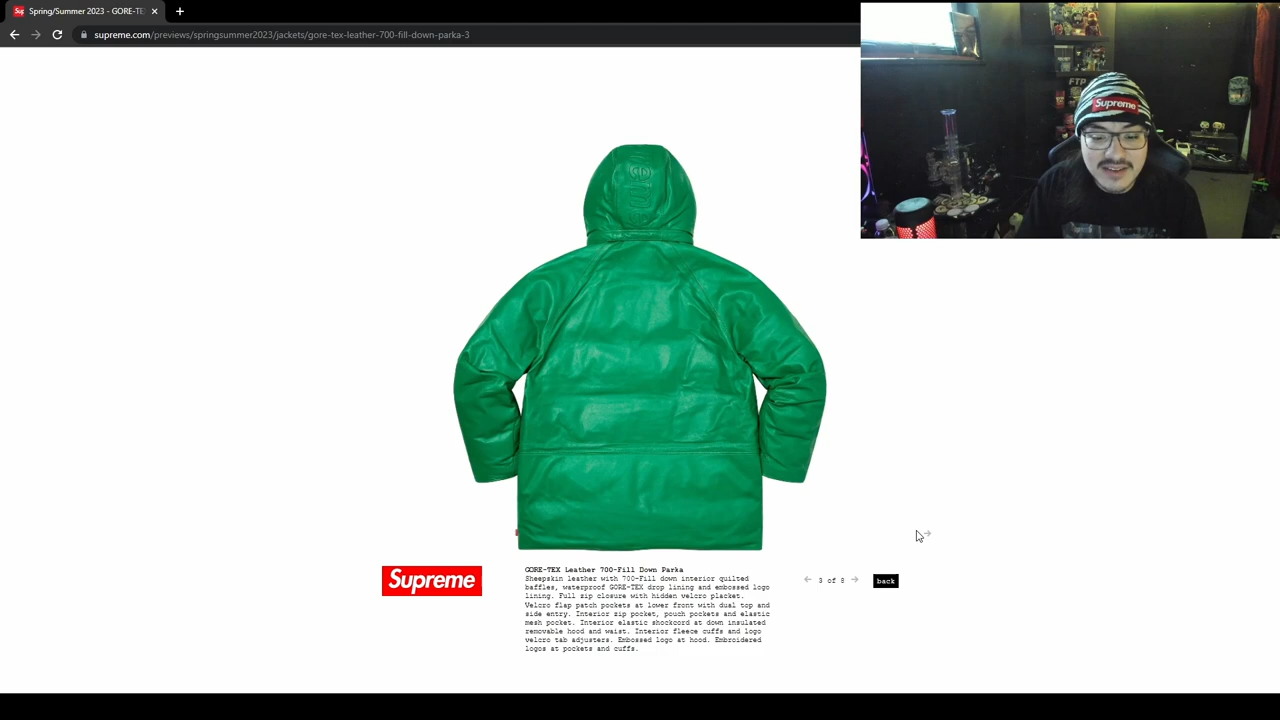 Sup Spring/Summer 2023 - GORE-TE
supreme.com/previews/springsummer2023/jackets/gore-tex-leather-700-fill-down-parka-3
FTP
Supreme
Supreme
GORE-TEX Leather 700-Fill Down Parka
Sheepskin leather with 700-Fill down interior quilted
baffles, waterproof GORE-TEX drop lining and embossed logo
lining. Full zip closure with hidden velcro placket.
Velcro flap patch pockets at lower front with dual top and
side entry. Interior zip pocket, pouch pockets and elastic
mesh pocket. Interior elastic shockcord at down insulated
removable hood and waist. Interior fleece cuffs and logo
velcro tab adjusters. Embossed logo at hood. Embroidered
logos at pockets and cuffs.
3 of 8
back